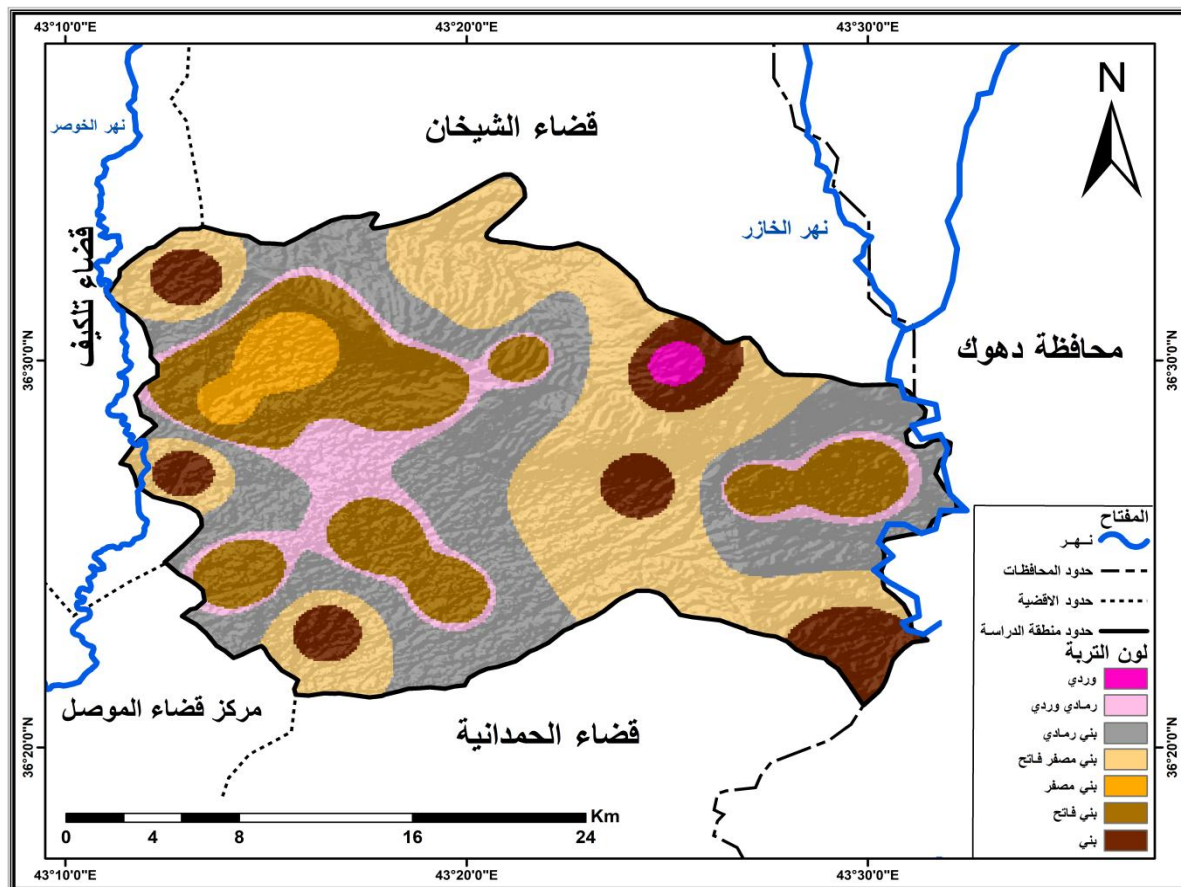 43°10'0"E
43°20'0"E
43°30'0"E
N
نهر الخوصر
قضاء الشيخان
نهر الخازر
قضاء تلكيف
محافظة دهوك
36°30'0"N
36°30'0"N
المفتاح
نـهـر
حدود المحافظات
حدود الاقضية
حدود منطقة الدراسة
لون التربة
وردي
رمادي وردي
بني رمادي
بني مصفر فاتح
بني مصفر
بني فاتح
بني
مركز قضاء الموصل
قضاء الحمدانية
36°20'0"N
36°20'0"N
Km
0 4 8 16 24
43°10'0"E
43°20'0"E
43°30'0"E